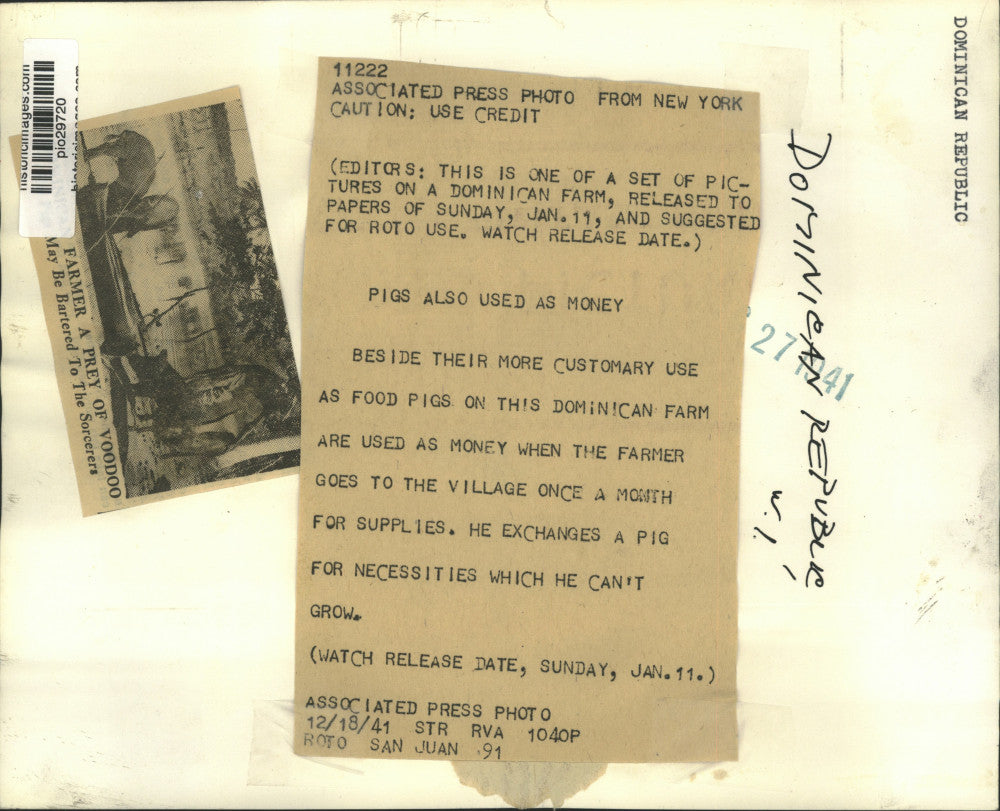 historicimages.com
pio29720
FARMER A PREY OF VOODOO
May Be Bartered To The Sorcerers
11222
ASSOCIATED PRESS PHOTO FROM NEW YORK
CAUTION; USE CREDIT
(EDITORS: THIS IS ONE OF A SET OF PIC-
TURES ON A DOMINICAN FARM, RELEASED TO
PAPERS OF SUNDAY, JAN.11, AND SUGGESTED
FOR ROTO USE. WATCH RELEASE DATE.)
PIGS ALSO USED AS MONEY
BESIDE THEIR MORE CUSTOMARY USE
AS FOOD PIGS ON THIS DOMINICAN FARM
ARE USED AS MONEY WHEN THE FARMER
GOES TO THE VILLAGE ONCE A MONTH
FOR SUPPLIES. HE EXCHANGES A PIG
FOR NECESSITIES WHICH HE CAN'T
GROW.
(WATCH RELEASE DATE, SUNDAY, JAN.11.)
ASSOCIATED PRESS PHOTO
12/18/41 STR RVA 1040P
ROTO SAN JUAN 91
27 1941
DOMINICAN REPUBLIC
W.I,
DOMINICAN REPUBLIC